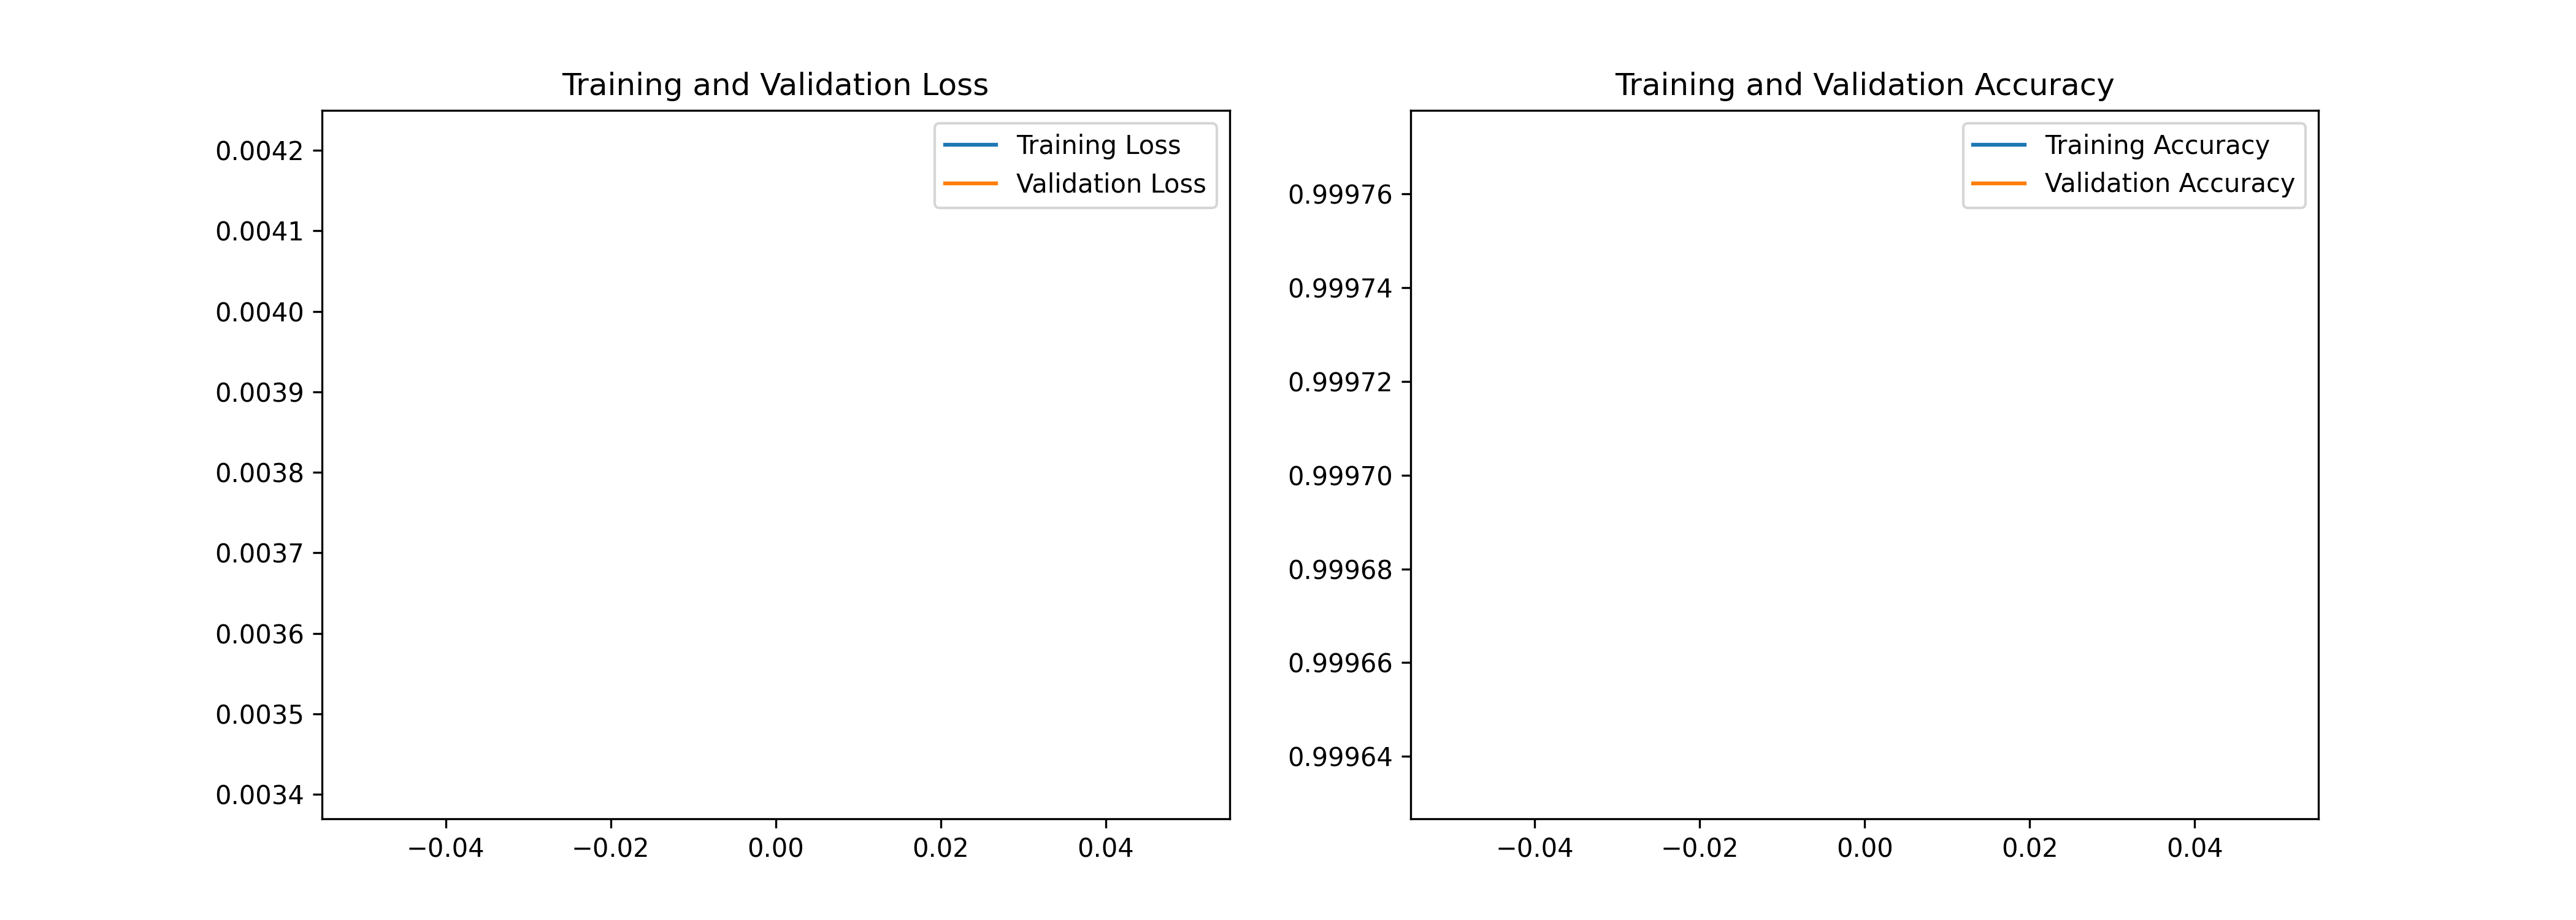 Training and Validation Loss
Training Loss
Validation Loss
0.0042
0.0041
0.0040
0.0039
0.0038
0.0037
0.0036
0.0035
0.0034
−0.04 −0.02 0.00 0.02 0.04
Training and Validation Accuracy
Training Accuracy
Validation Accuracy
0.99976
0.99974
0.99972
0.99970
0.99968
0.99966
0.99964
−0.04 −0.02 0.00 0.02 0.04